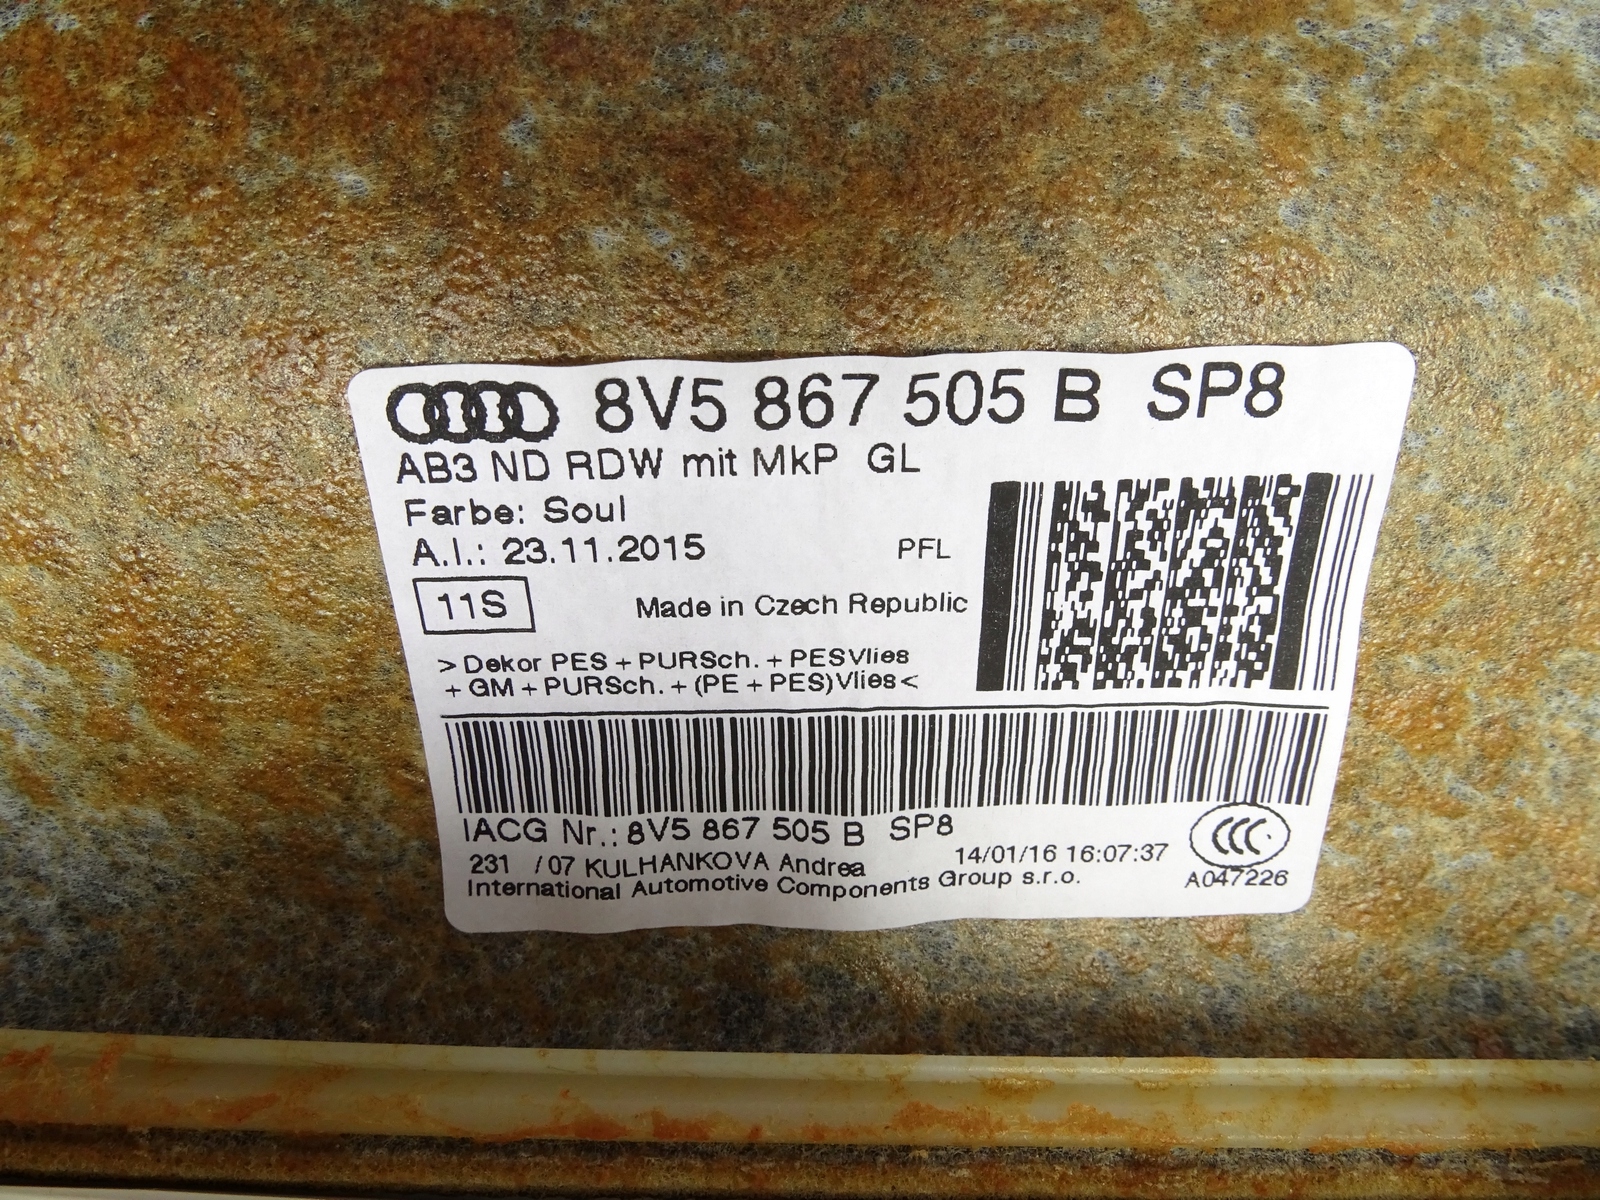 8V5 867 505 B SP8
AB3 ND RDW mit MkP GL
Farbe: Soul
A.I.: 23.11.2015 PFL
11S Made in Czech Republic
> Dekor PES + PURSch. + PESVlies
+ GM + PURSch. + (PE + PES)Vlies <
IACG Nr.: 8V5 867 505 B SP8
231 / 07 KULHANKOVA Andrea 14/01/16 16:07:37
International Automotive Components Group s.r.o.
CCC
A047226